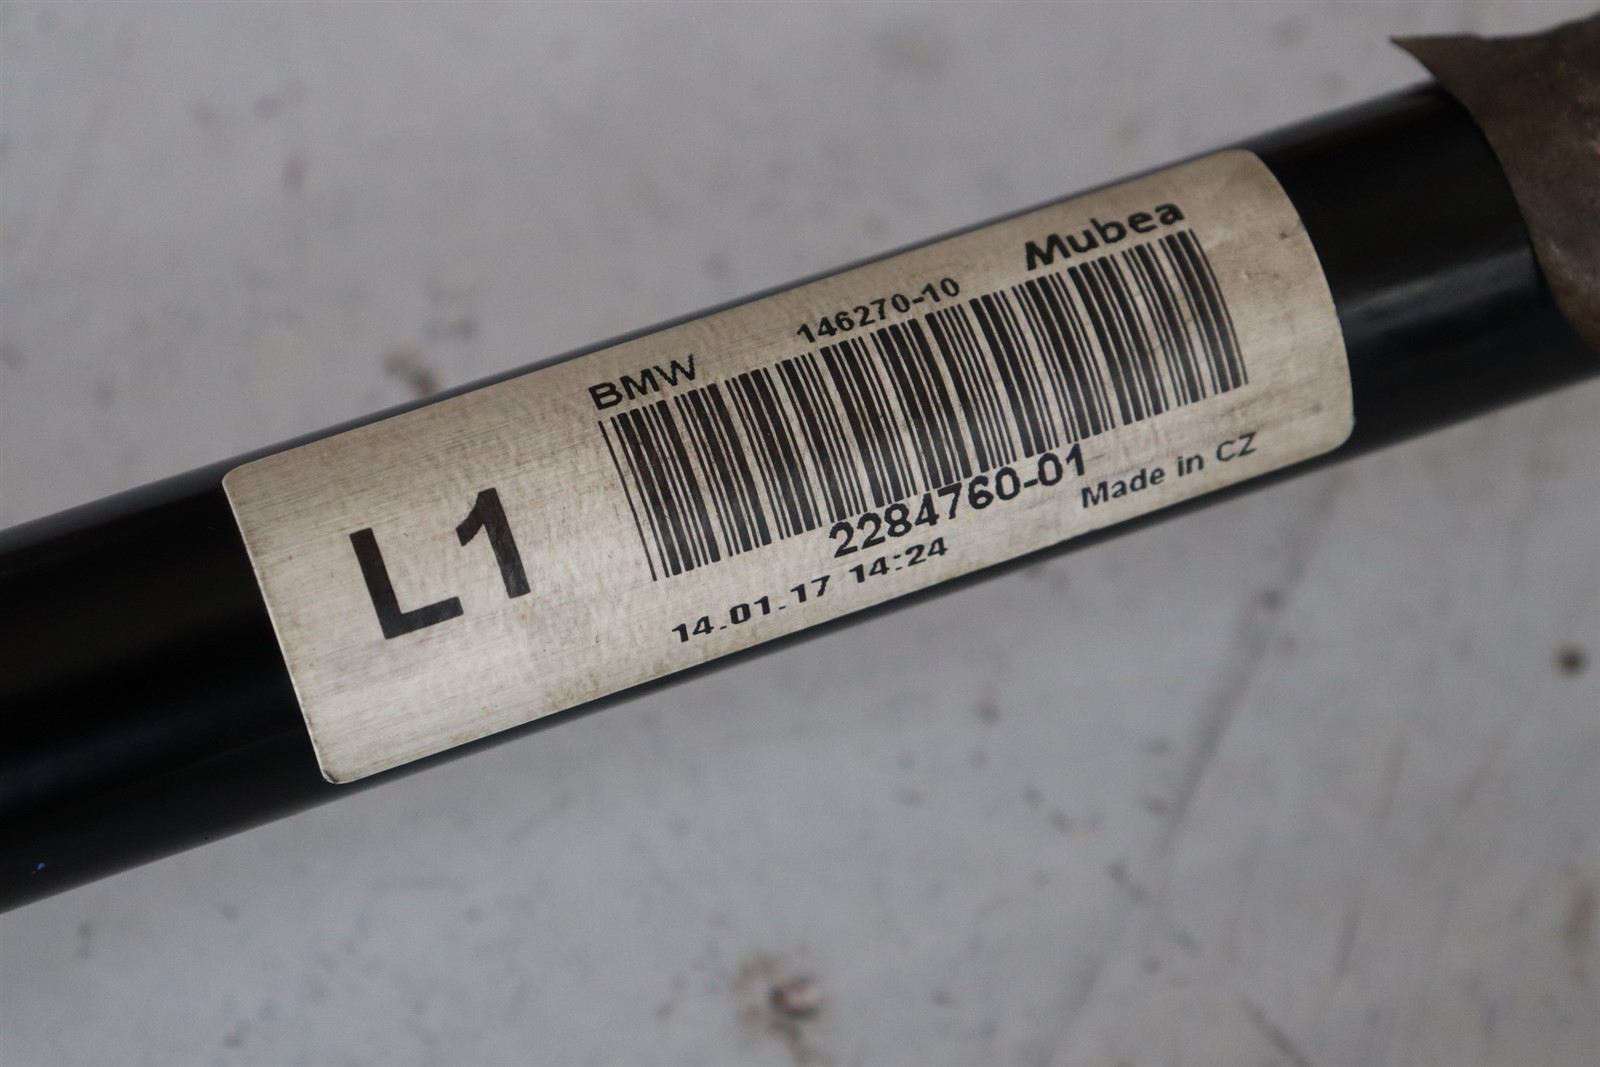 BMW 146270-10 Mubea
L1
2284760-01
Made in CZ
14.01.17 14:24